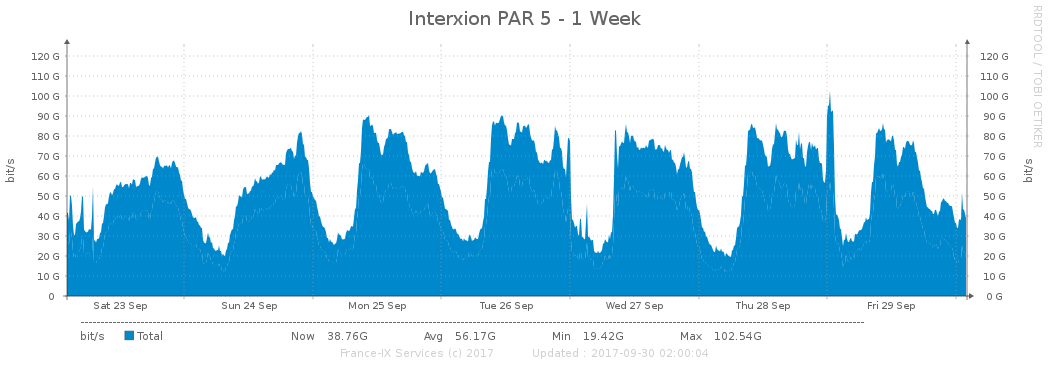 Interxion PAR 5 - 1 Week
RRDTOOL / TOBI OETIKER
bit/s
120 G 120 G
110 G 110 G
100 G 100 G
90 G 90 G
80 G 80 G
70 G 70 G
60 G 60 G
50 G 50 G
40 G 40 G
30 G 30 G
20 G 20 G
10 G 10 G
0 0 G
bit/s
Sat 23 Sep Sun 24 Sep Mon 25 Sep Tue 26 Sep Wed 27 Sep Thu 28 Sep Fri 29 Sep
bit/s Total Now 38.76G Avg 56.17G Min 19.42G Max 102.54G
France-IX Services (c) 2017 Updated : 2017-09-30 02:00:04